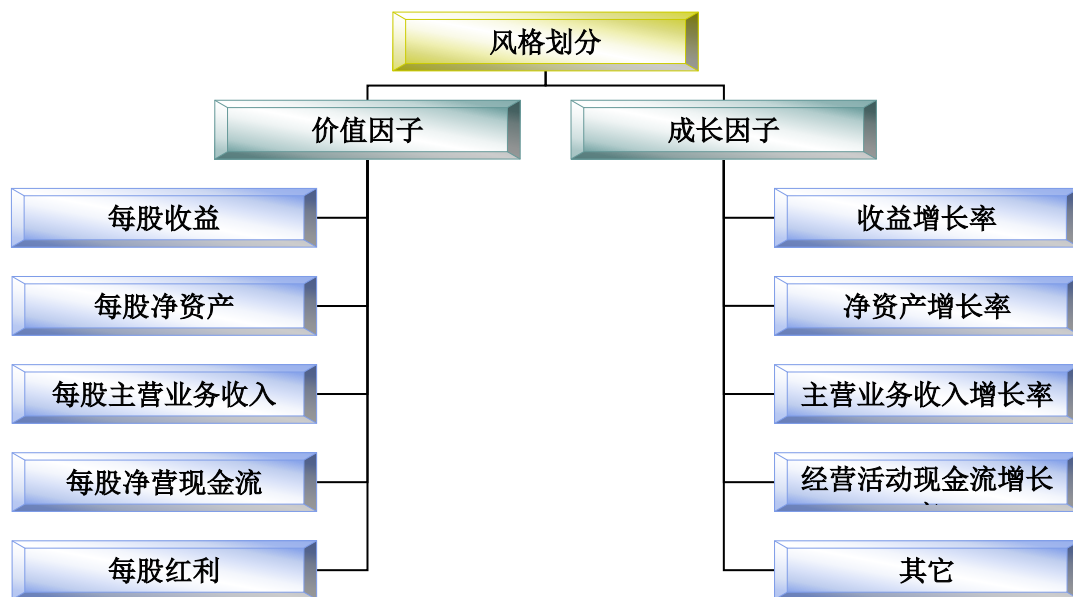 风格划分
价值因子
成长因子
每股收益
收益增长率
每股净资产
净资产增长率
每股主营业务收入
主营业务收入增长率
每股净营现金流
经营活动现金流增长
每股红利
其它